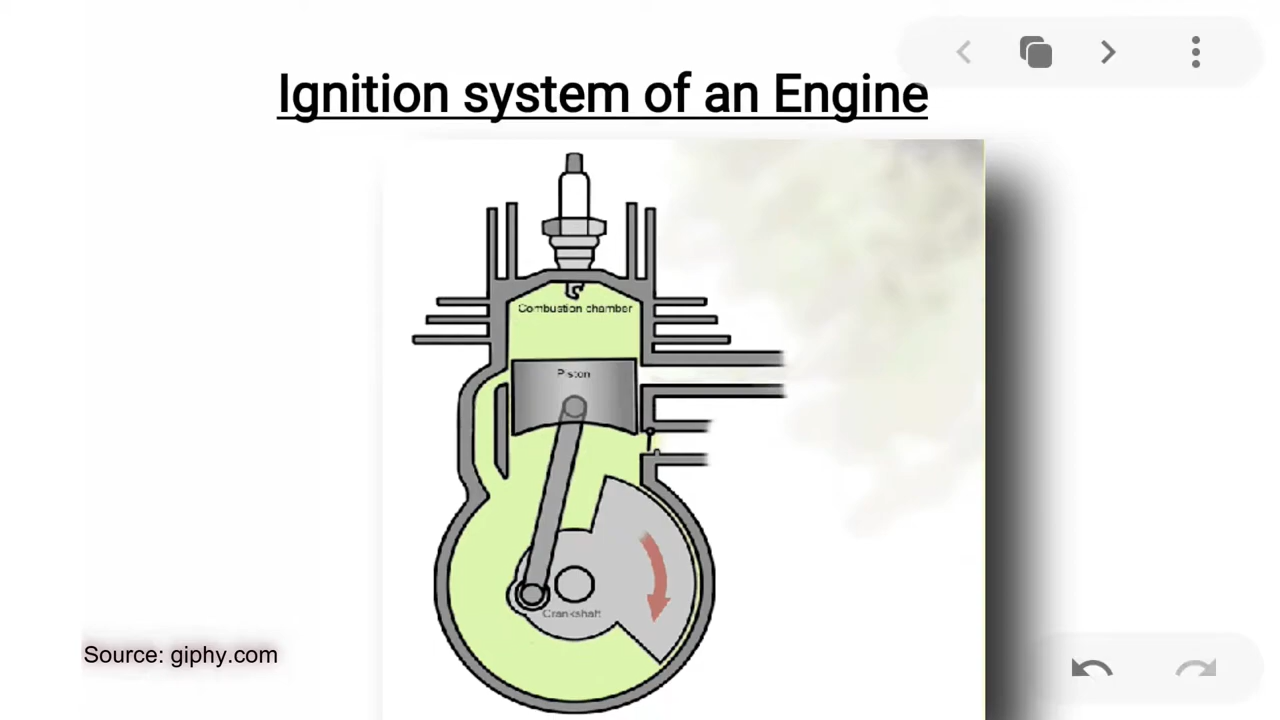 Ignition system of an Engine
Combustion chamber
Piston
Crankshaft
Source: giphy.com